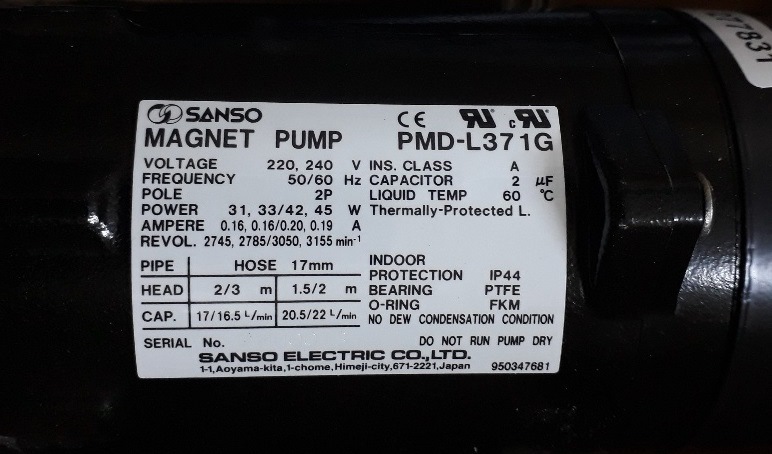 77831
SANSO
CE c
MAGNET PUMP PMD-L371G
VOLTAGE 220, 240 V
FREQUENCY 50/60 Hz
POLE 2P
POWER 31, 33/42, 45 W
AMPERE 0.16, 0.16/0.20, 0.19 A
REVOL. 2745, 2785/3050, 3155 min-1
INS. CLASS A
CAPACITOR 2 μF
LIQUID TEMP 60 ℃
Thermally-Protected L.
PIPE HOSE 17mm
HEAD 2/3 m 1.5/2 m
CAP. 17/16.5 L/min 20.5/22 L/min
INDOOR
PROTECTION IP44
BEARING PTFE
O-RING FKM
NO DEW CONDENSATION CONDITION
SERIAL No. DO NOT RUN PUMP DRY
SANSO ELECTRIC CO.,LTD.
1-1,Aoyama-kita,1-chome,Himeji-city,671-2221,Japan 950347681